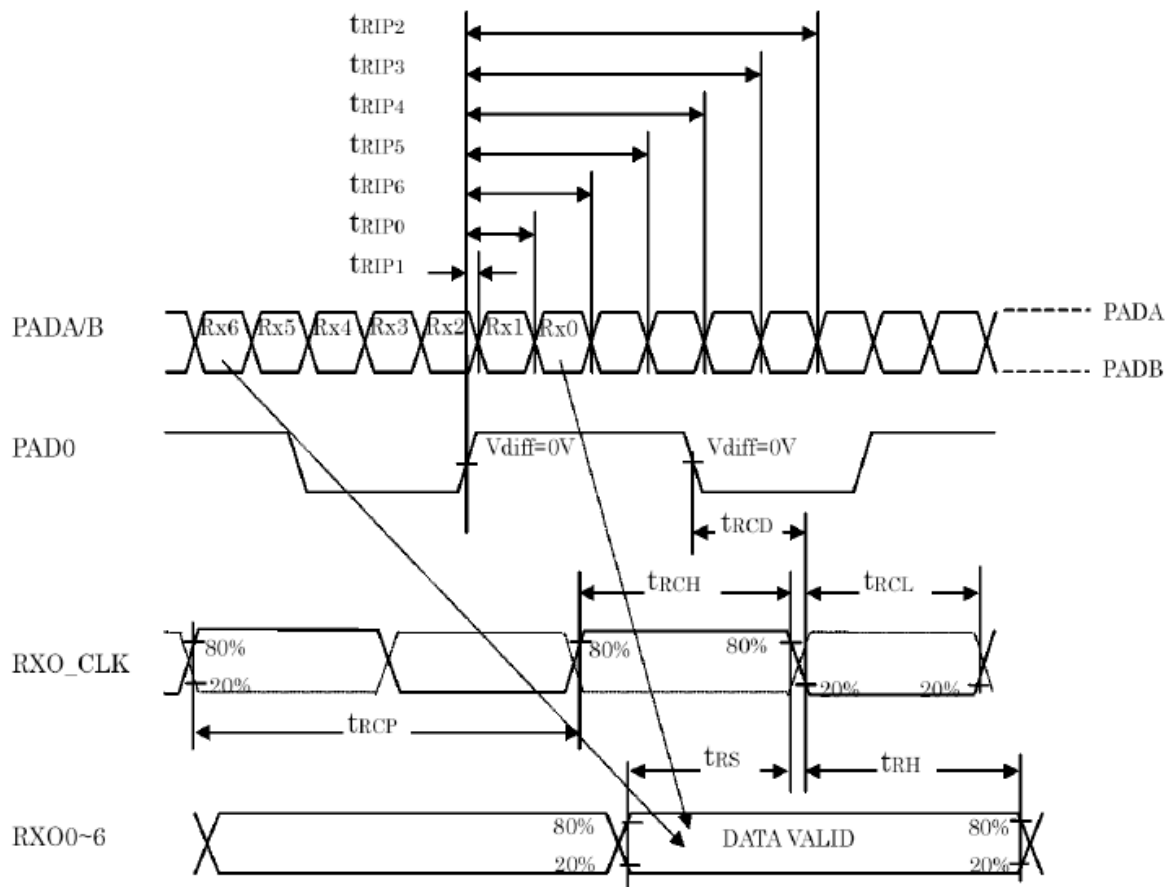 tRIP2
tRIP3
tRIP4
tRIP5
tRIP6
tRIP0
tRIP1
PADA/B
Rx6 Rx5 Rx4 Rx3 Rx2 Rx1 Rx0
PADA
PADB
PAD0
Vdiff=0V Vdiff=0V
tRCD
tRCH tRCL
RXO_CLK
80% 80% 80%
20% 20% 20%
tRCP
tRS tRH
RXO0~6
80% DATA VALID 80%
20% 20%